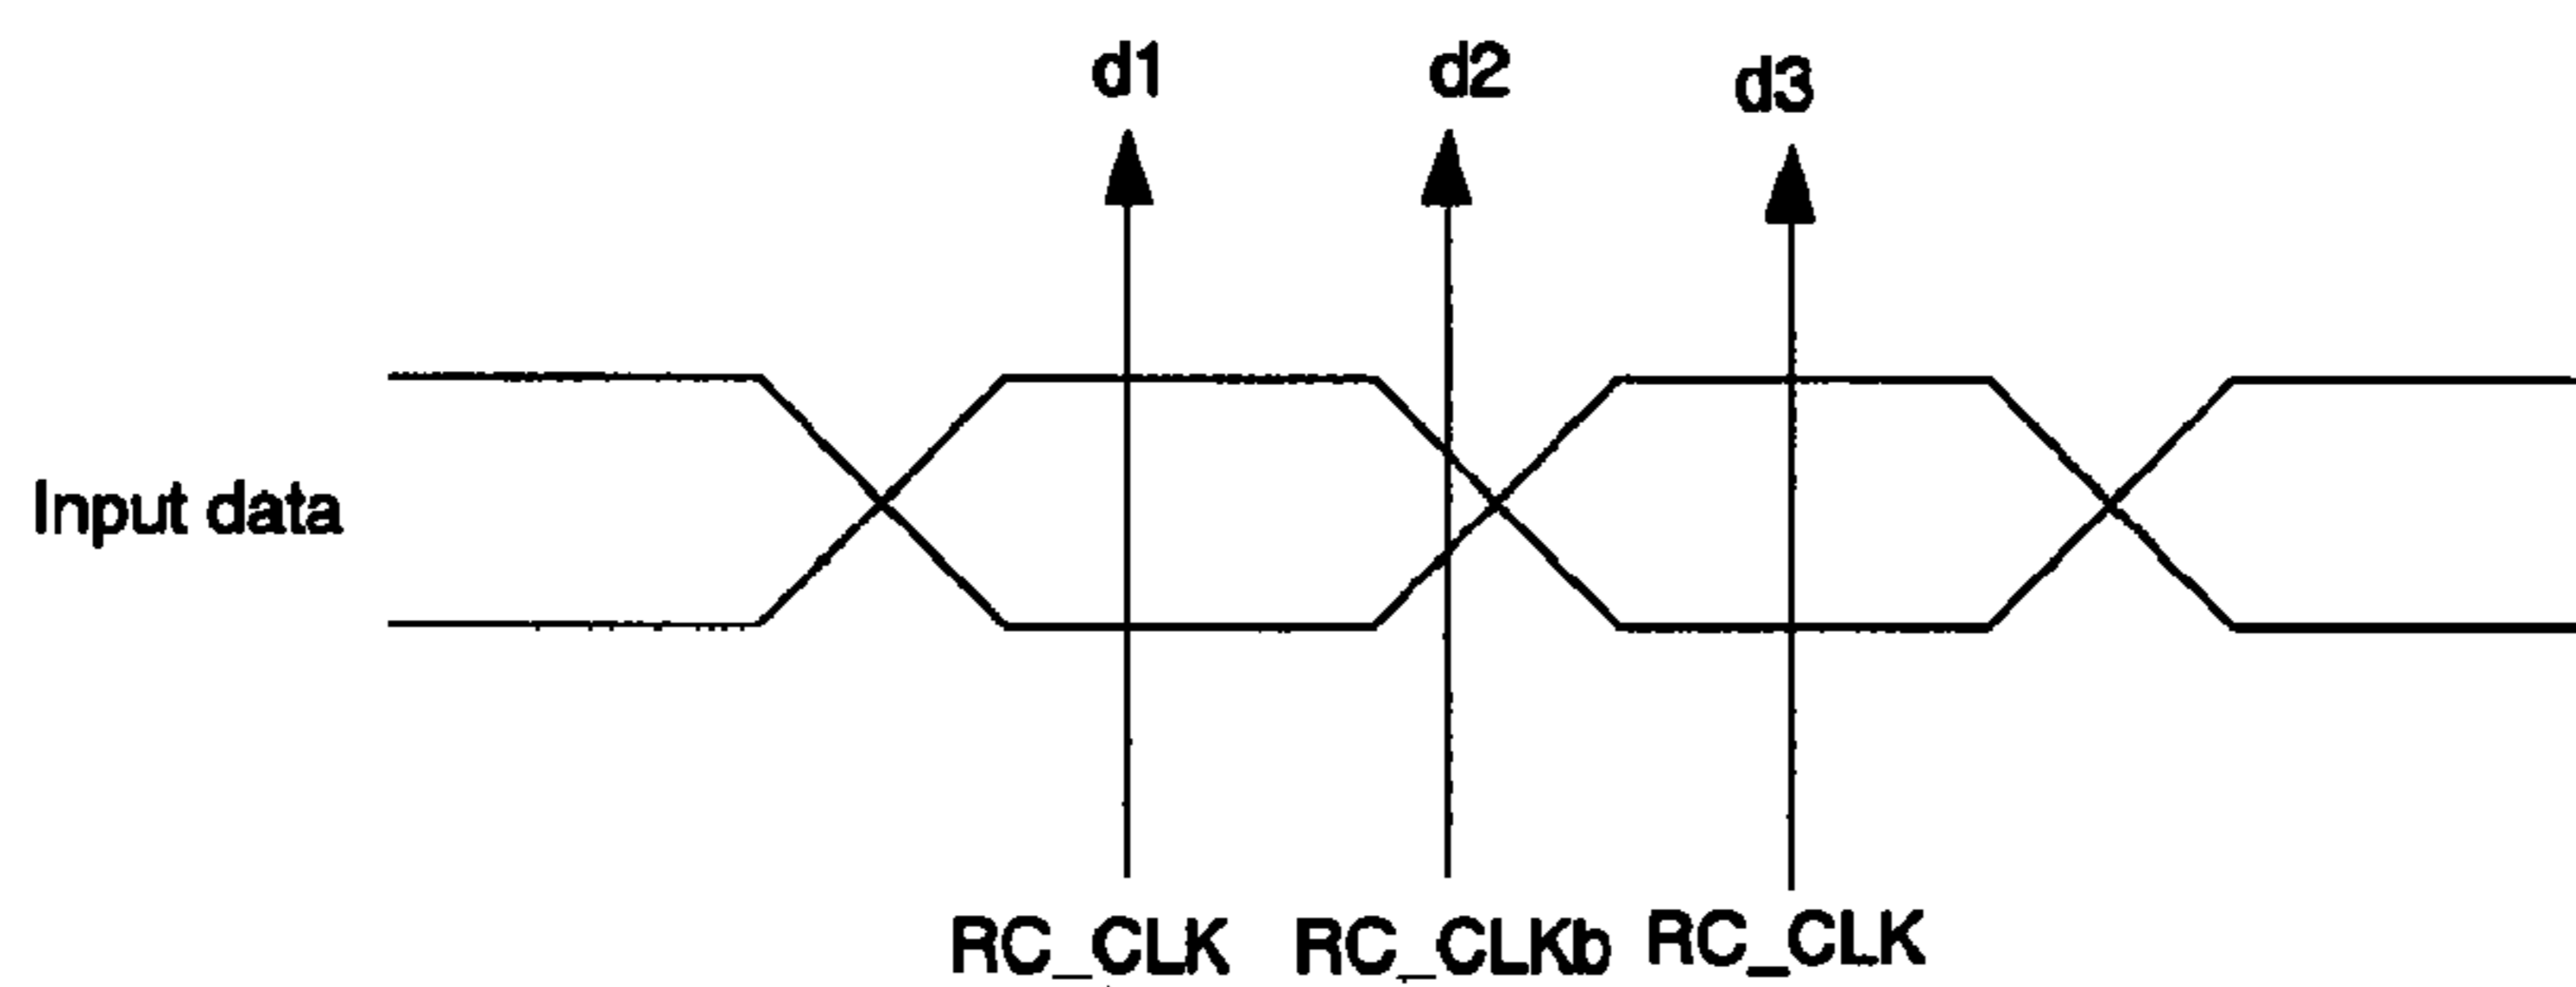 d1
d2
d3
Input data
RC_CLK
RC_CLKb
RC_CLK